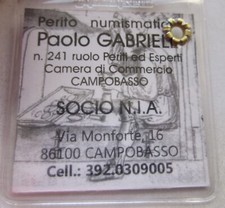 Perito numismatico
Paolo GABRIELE
n. 241 ruolo Periti ed Esperti
Camera di Commercio
CAMPOBASSO
SOCIO N.I.A.
Via Monforte, 16
86100 CAMPOBASSO
Cell.: 392.0309005